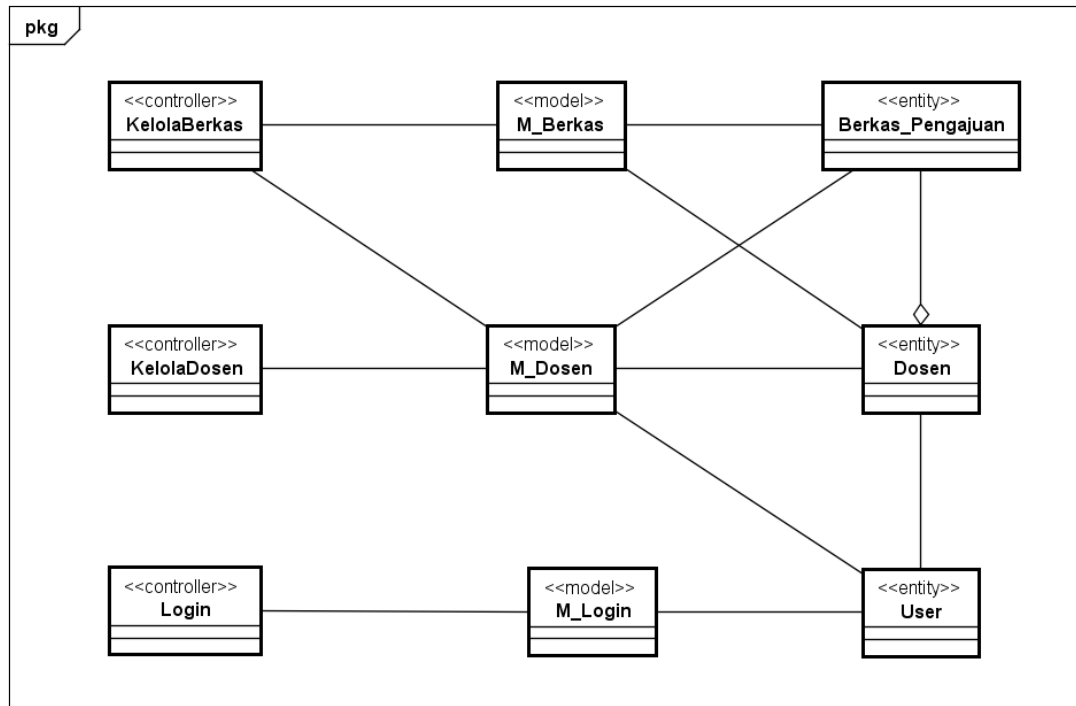 pkg
<<controller>>
KelolaBerkas
<<model>>
M_Berkas
<<entity>>
Berkas_Pengajuan
<<controller>>
KelolaDosen
<<model>>
M_Dosen
<<entity>>
Dosen
<<controller>>
Login
<<model>>
M_Login
<<entity>>
User